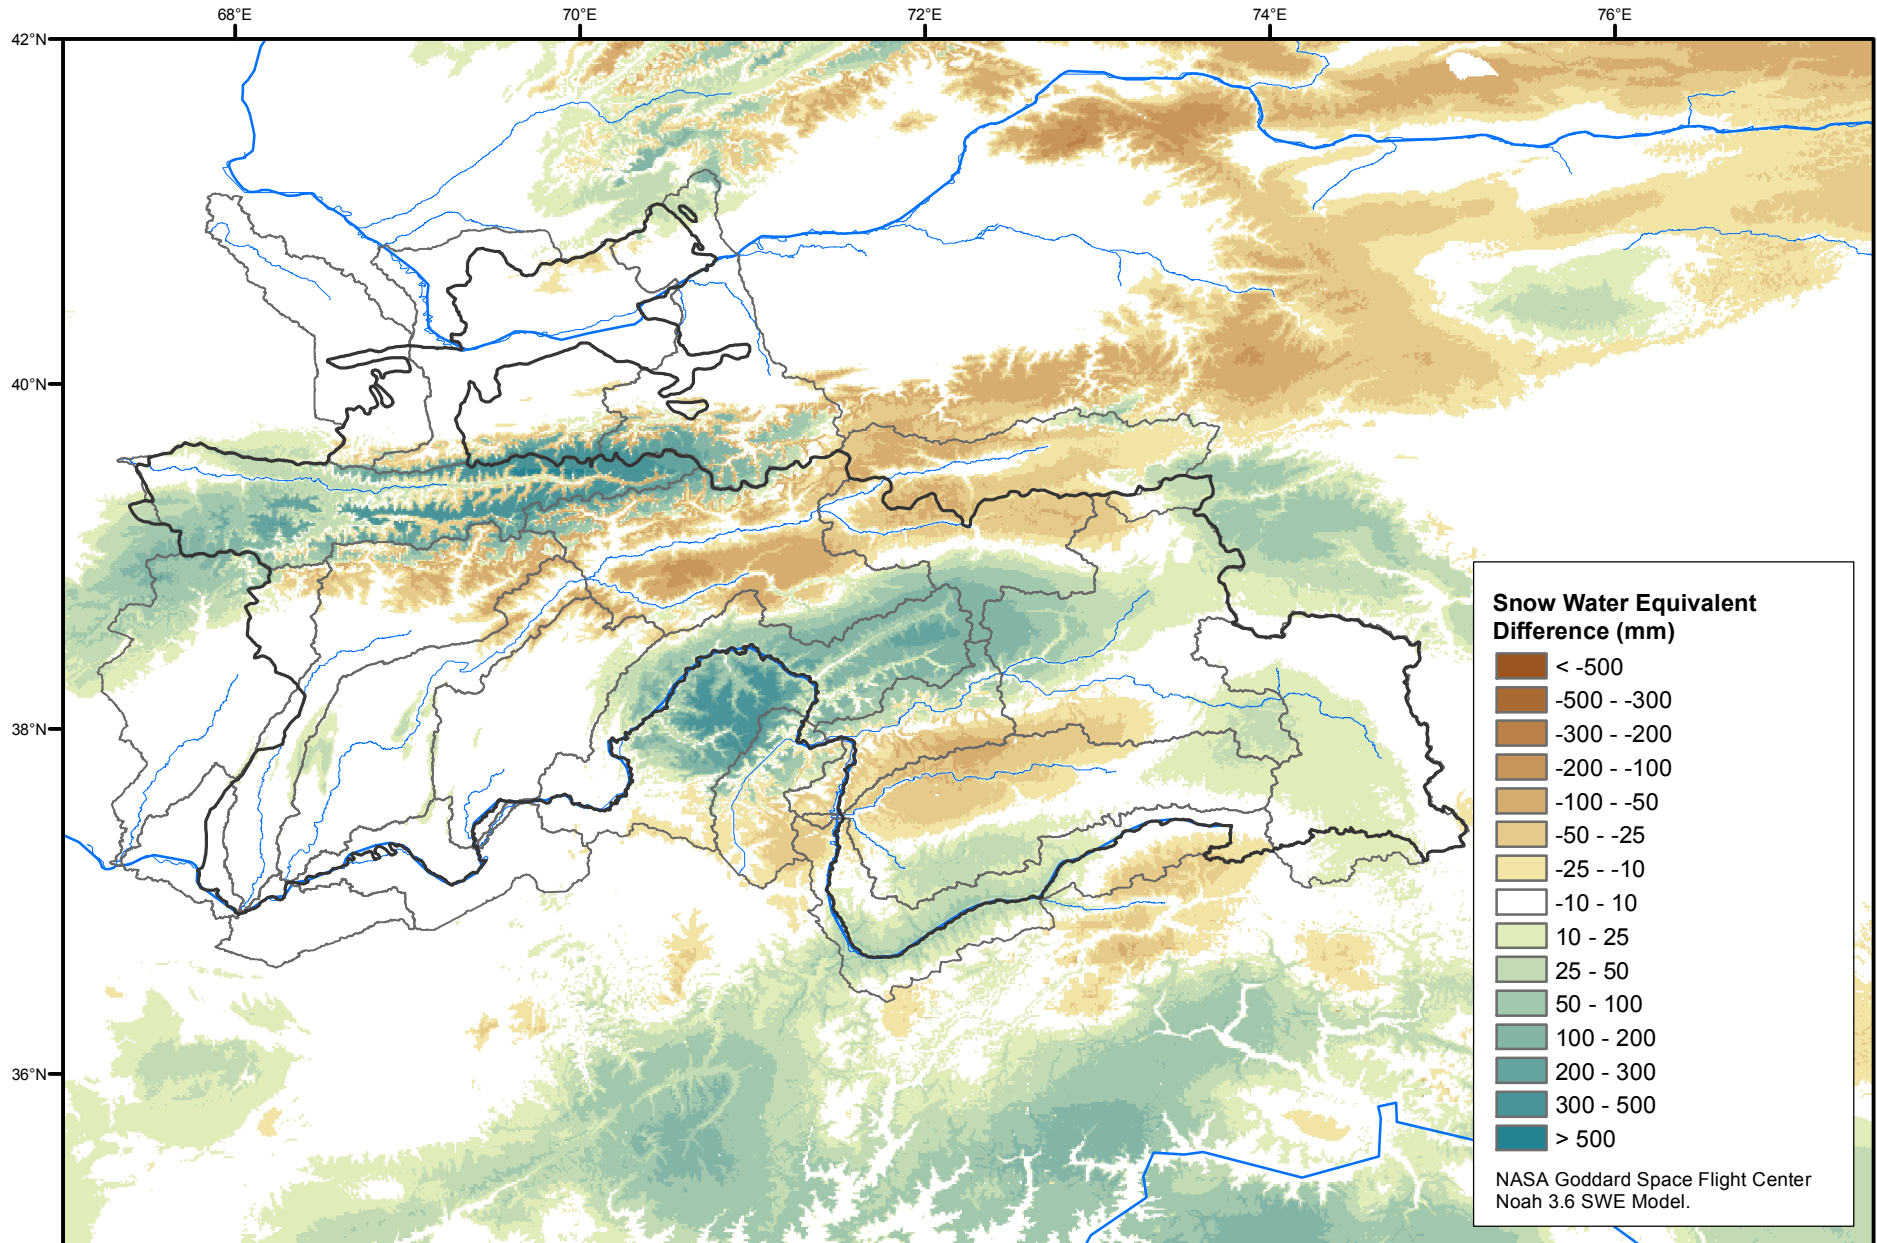 68°E 70°E 72°E 74°E 76°E
42°N
40°N
38°N
36°N
Snow Water Equivalent
Difference (mm)
< -500
-500 - -300
-300 - -200
-200 - -100
-100 - -50
-50 - -25
-25 - -10
-10 - 10
10 - 25
25 - 50
50 - 100
100 - 200
200 - 300
300 - 500
> 500
NASA Goddard Space Flight Center
Noah 3.6 SWE Model.